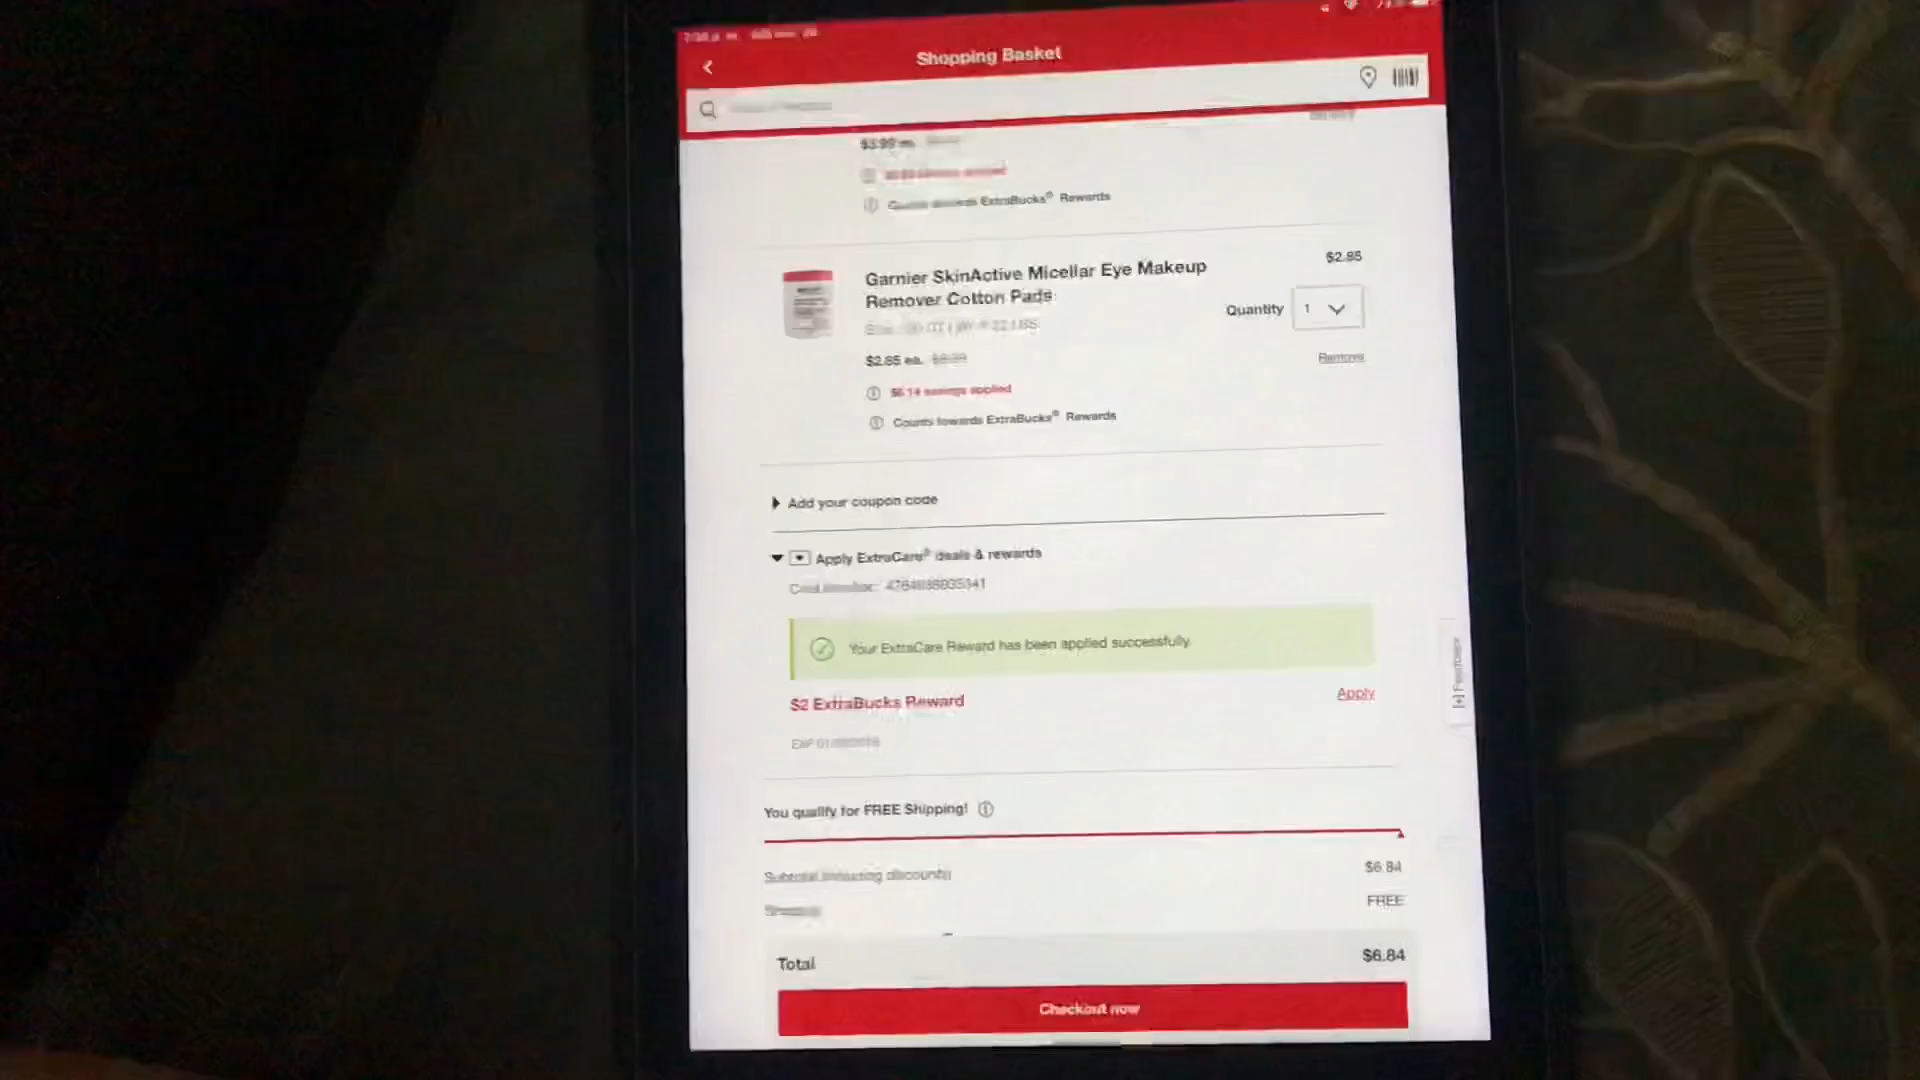 Shopping Basket
$3.99 ea.
Counts towards ExtraBucks® Rewards
Garnier SkinActive Micellar Eye Makeup
Remover Cotton Pads
$2.85
Quantity 1
$2.85 ea.
Remove
$6.14 savings applied
Counts towards ExtraBucks® Rewards
Add your coupon code
Apply ExtraCare® deals & rewards
Your ExtraCare Reward has been applied successfully.
$2 ExtraBucks Reward
Apply
[+] Feedback
You qualify for FREE Shipping!
Subtotal including discounts
$6.84
Shipping
FREE
Total
$6.84
Checkout now